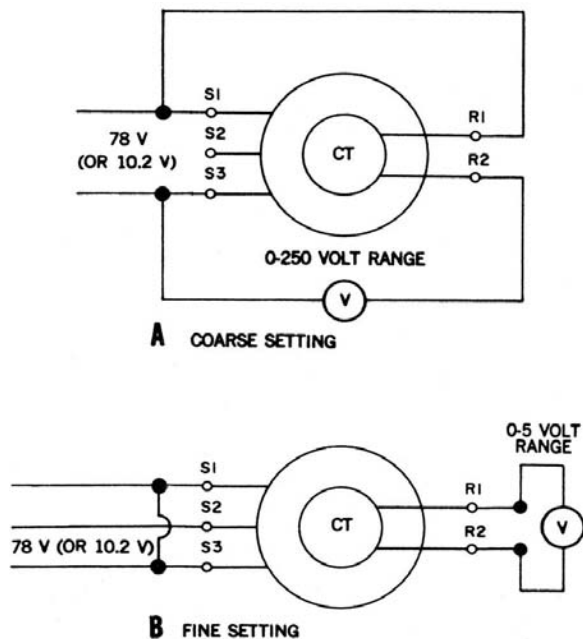 S1
78 V
(OR 10.2 V)
S2
S3
CT
R1
R2
0-250 VOLT RANGE
V
A COARSE SETTING
0-5 VOLT
RANGE
S1
S2
78 V (OR 10.2 V)
S3
CT
R1
R2
V
B FINE SETTING